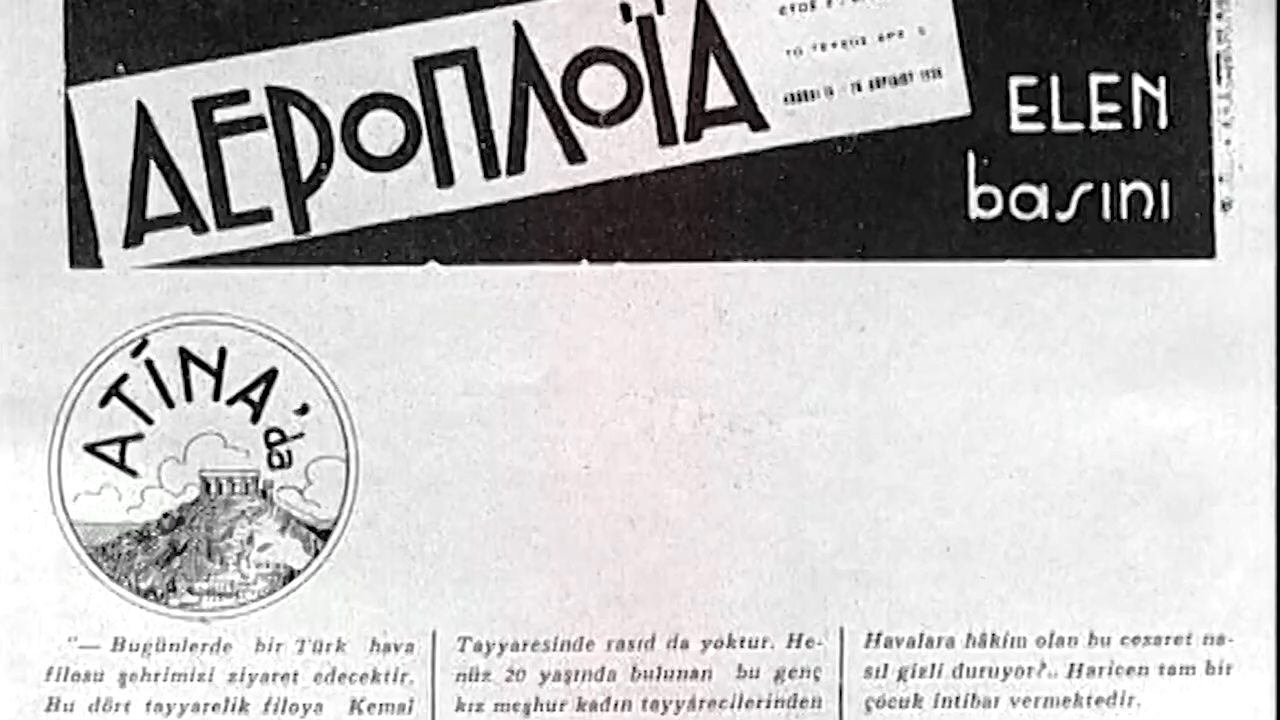 ΑΕΡΟΠΛΟΪΑ
ELEN
basını
ATİNA'da
"— Bugünlerde bir Türk hava
filosu şehrimizi ziyaret edecektir.
Bu dört tayyarelik filoya Kemal
Tayyaresinde rasıd da yoktur. He-
nüz 20 yaşında bulunan bu genç
kız meşhur kadın tayyârecilerinden
Havalara hâkim olan bu cesaret na-
sıl gizli duruyor?.. Haricen tam bir
çocuk intibar vermektedir.